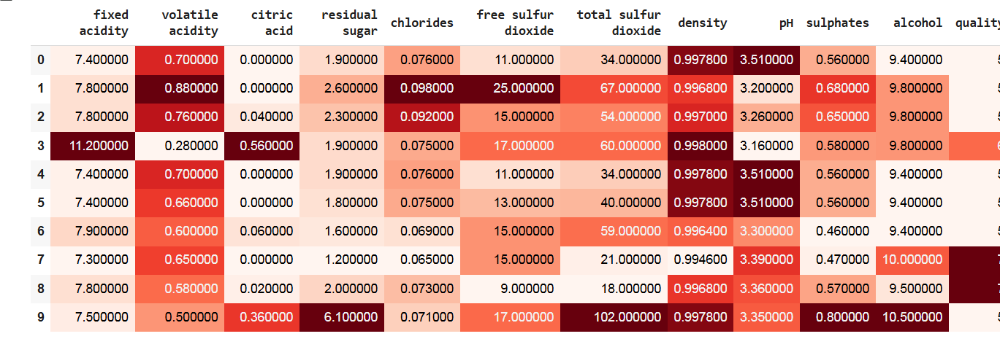 fixed acidity volatile acidity citric acid residual sugar chlorides free sulfur dioxide total sulfur dioxide density pH sulphates alcohol quality
0 7.400000 0.700000 0.000000 1.900000 0.076000 11.000000 34.000000 0.997800 3.510000 0.560000 9.400000
1 7.800000 0.880000 0.000000 2.600000 0.098000 25.000000 67.000000 0.996800 3.200000 0.680000 9.800000
2 7.800000 0.760000 0.040000 2.300000 0.092000 15.000000 54.000000 0.997000 3.260000 0.650000 9.800000
3 11.200000 0.280000 0.560000 1.900000 0.075000 17.000000 60.000000 0.998000 3.160000 0.580000 9.800000
4 7.400000 0.700000 0.000000 1.900000 0.076000 11.000000 34.000000 0.997800 3.510000 0.560000 9.400000
5 7.400000 0.660000 0.000000 1.800000 0.075000 13.000000 40.000000 0.997800 3.510000 0.560000 9.400000
6 7.900000 0.600000 0.060000 1.600000 0.069000 15.000000 59.000000 0.996400 3.300000 0.460000 9.400000
7 7.300000 0.650000 0.000000 1.200000 0.065000 15.000000 21.000000 0.994600 3.390000 0.470000 10.000000
8 7.800000 0.580000 0.020000 2.000000 0.073000 9.000000 18.000000 0.996800 3.360000 0.570000 9.500000
9 7.500000 0.500000 0.360000 6.100000 0.071000 17.000000 102.000000 0.997800 3.350000 0.800000 10.500000